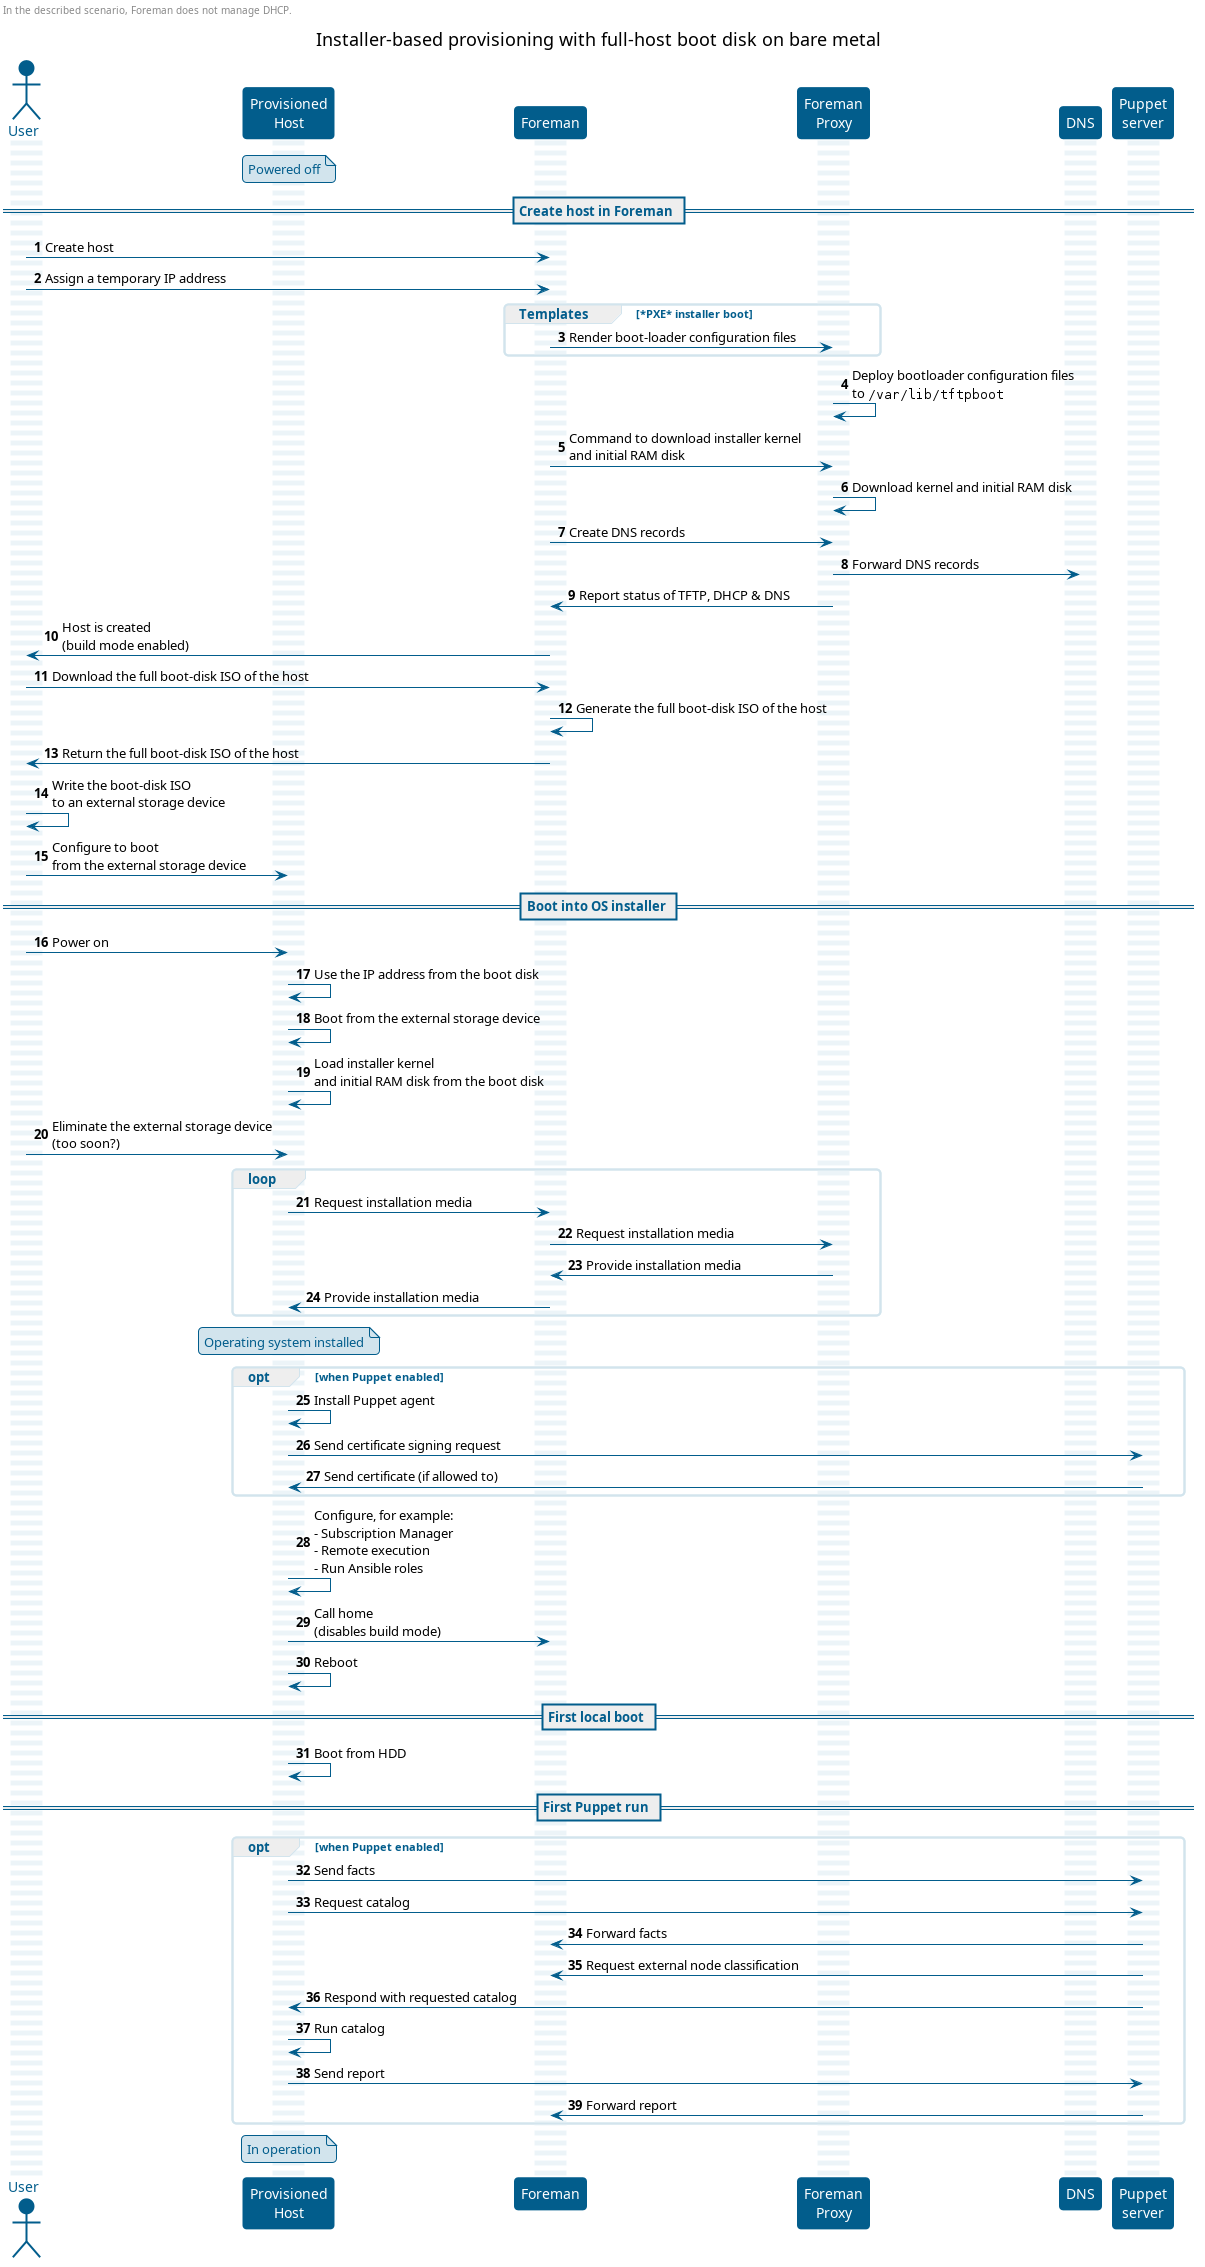 In the described scenario, Foreman does not manage DHCP.
Installer-based provisioning with full-host boot disk on bare metal
User
Provisioned
Host
Foreman
Foreman
Proxy
DNS
Puppet
server
Powered off
Create host in Foreman
1 Create host
2 Assign a temporary IP address
Templates [*PXE* installer boot]
3 Render boot-loader configuration files
4 Deploy bootloader configuration files
to /var/lib/tftpboot
5 Command to download installer kernel
and initial RAM disk
6 Download kernel and initial RAM disk
7 Create DNS records
8 Forward DNS records
9 Report status of TFTP, DHCP & DNS
10 Host is created
(build mode enabled)
11 Download the full boot-disk ISO of the host
12 Generate the full boot-disk ISO of the host
13 Return the full boot-disk ISO of the host
14 Write the boot-disk ISO
to an external storage device
15 Configure to boot
from the external storage device
Boot into OS installer
16 Power on
17 Use the IP address from the boot disk
18 Boot from the external storage device
19 Load installer kernel
and initial RAM disk from the boot disk
20 Eliminate the external storage device
(too soon?)
loop
21 Request installation media
22 Request installation media
23 Provide installation media
24 Provide installation media
Operating system installed
opt [when Puppet enabled]
25 Install Puppet agent
26 Send certificate signing request
27 Send certificate (if allowed to)
28 Configure, for example:
- Subscription Manager
- Remote execution
- Run Ansible roles
29 Call home
(disables build mode)
30 Reboot
First local boot
31 Boot from HDD
First Puppet run
opt [when Puppet enabled]
32 Send facts
33 Request catalog
34 Forward facts
35 Request external node classification
36 Respond with requested catalog
37 Run catalog
38 Send report
39 Forward report
In operation
User
Provisioned
Host
Foreman
Foreman
Proxy
DNS
Puppet
server